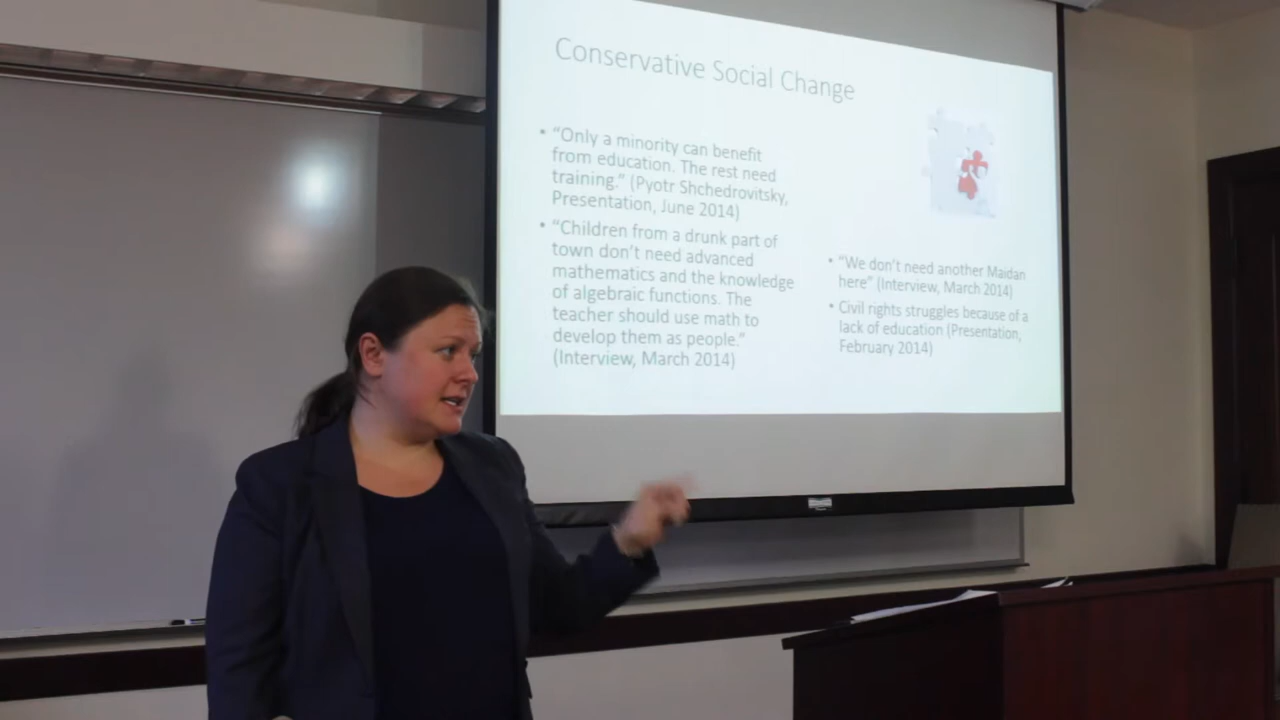 Conservative Social Change
• “Only a minority can benefit
from education. The rest need
training.” (Pyotr Shchedrovitsky,
Presentation, June 2014)
• “Children from a drunk part of
town don’t need advanced
mathematics and the knowledge
of algebraic functions. The
teacher should use math to
develop them as people.”
(Interview, March 2014)
• “We don’t need another Maidan
here” (Interview, March 2014)
• Civil rights struggles because of a
lack of education (Presentation,
February 2014)